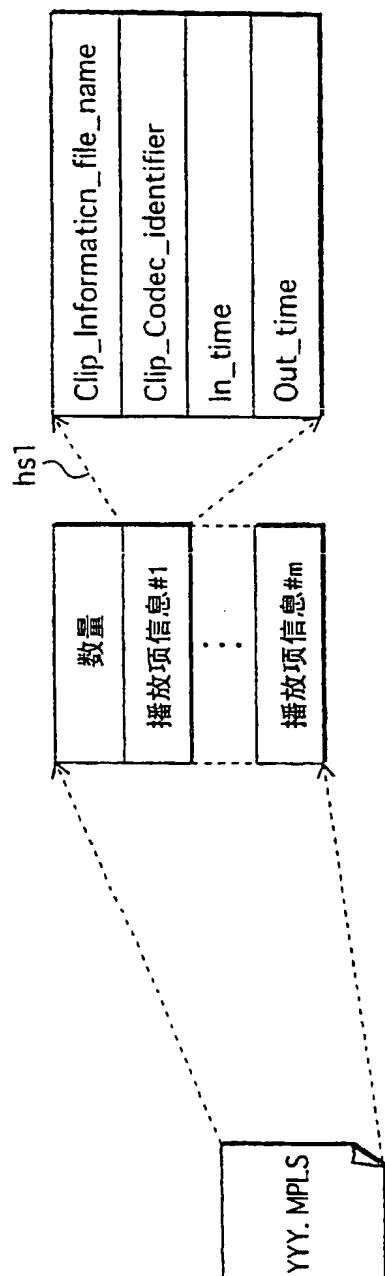 YYY. MPLS
数量
播放项信息#1
· · ·
播放项信息#m
hs1
Clip_Informaticn_file_name
Clip_Codec_identifier
In_time
Out_time